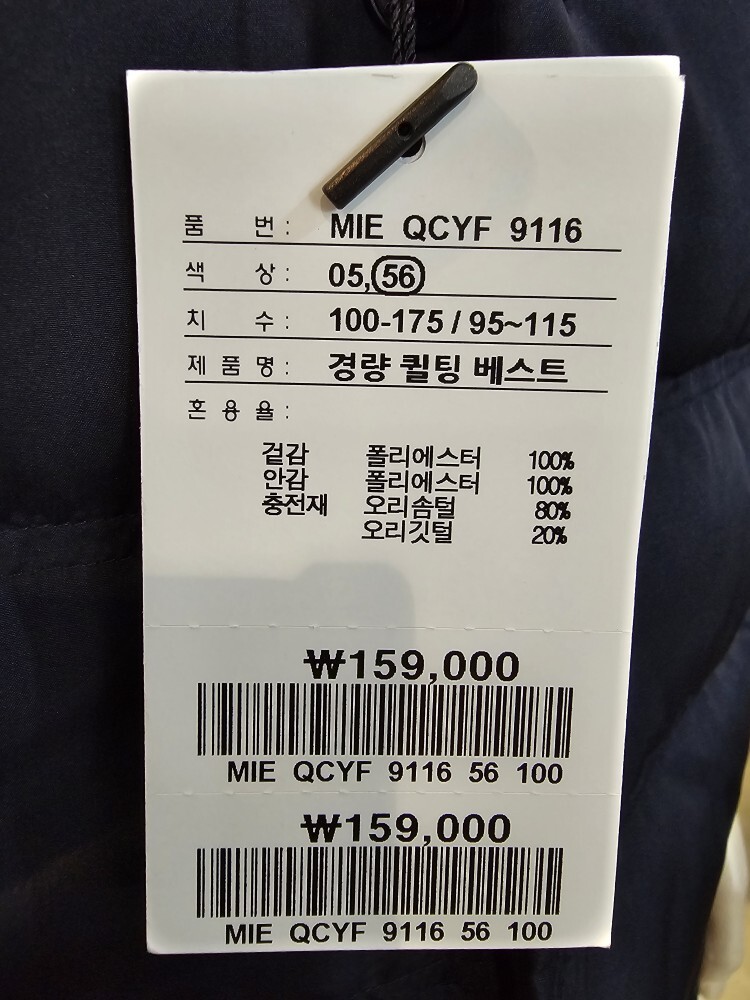 품 번 : MIE QCYF 9116
색 상 : 05,56
치 수 : 100-175 / 95~115
제 품 명 : 경량 퀼팅 베스트
혼 용 율 :
겉감 폴리에스터 100%
안감 폴리에스터 100%
충전재 오리솜털 80%
오리깃털 20%
₩159,000
MIE QCYF 9116 56 100
₩159,000
MIE QCYF 9116 56 100